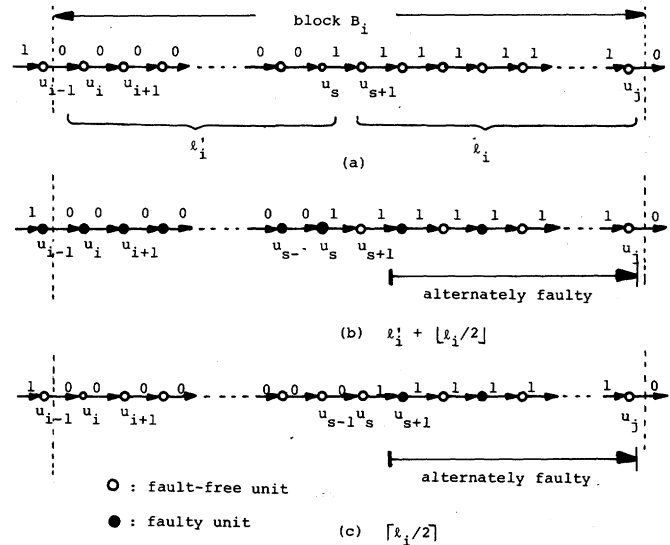 block B_i
1 0 0 0 0 0 0 1 1 1 1 1 1 0
u_{i-1} u_i u_{i+1} u_s u_{s+1} u_j
ℓ'_i ℓ_i
(a)
1 0 0 0 0 0 0 1 1 1 1 1 1 0
u_{i-1} u_i u_{i+1} u_{s-} u_s u_{s+1} u_j
alternately faulty
(b) ℓ'_i + ⌊ℓ_i/2⌋
1 0 0 0 0 0 0 0 1 1 1 1 1 0
u_{i-1} u_i u_{i+1} u_{s-1} u_s u_{s+1} u_j
alternately faulty
: fault-free unit
: faulty unit
(c) ⌈ℓ_i/2⌉